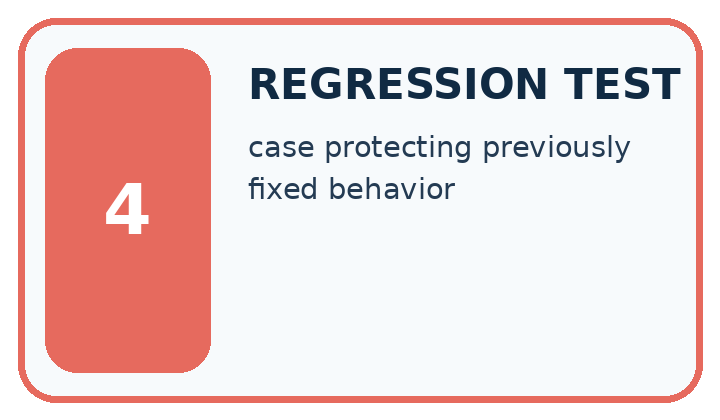 4
REGRESSION TEST
case protecting previously
fixed behavior